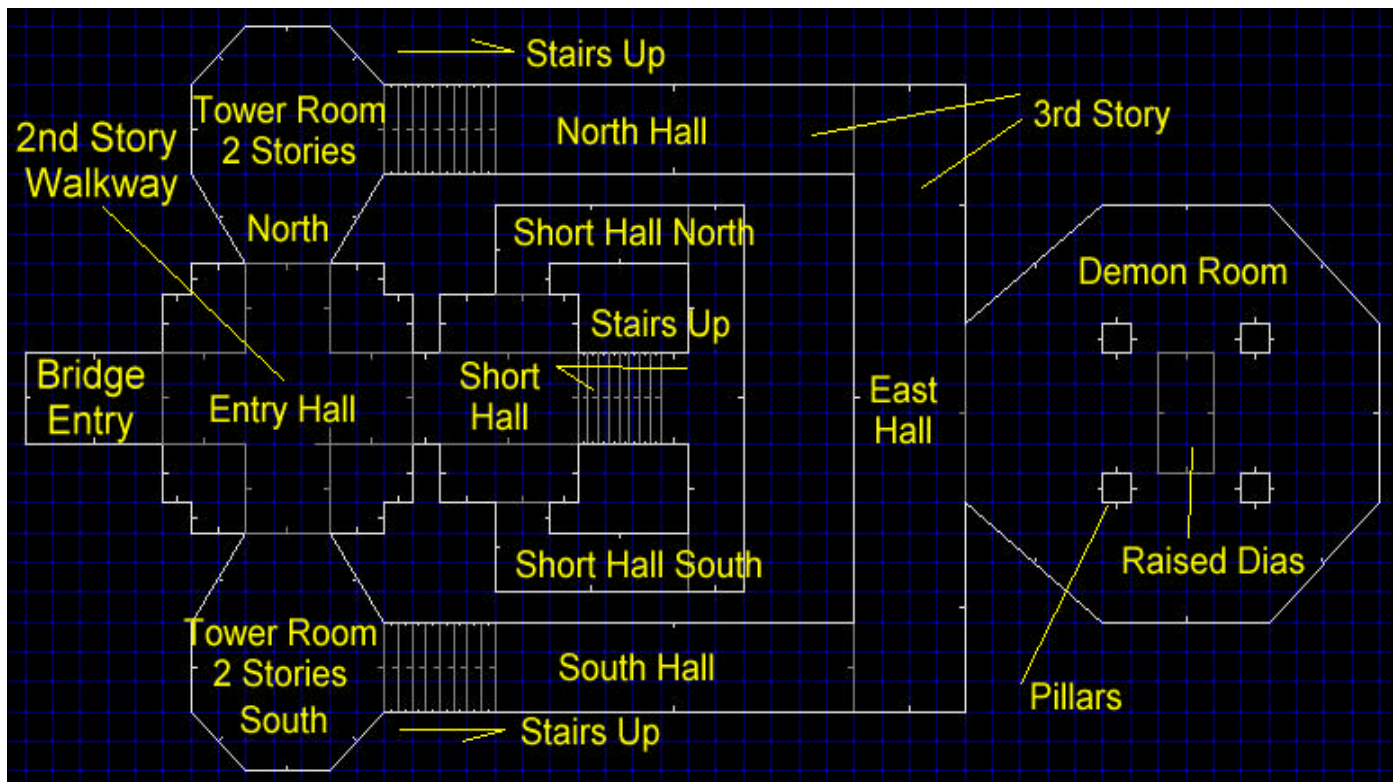 Stairs Up
Tower Room
2 Stories
North Hall
3rd Story
2nd Story
Walkway
North
Short Hall North
Demon Room
Stairs Up
Bridge
Entry
Entry Hall
Short
Hall
East
Hall
Short Hall South
Raised Dias
Tower Room
2 Stories
South
South Hall
Pillars
Stairs Up